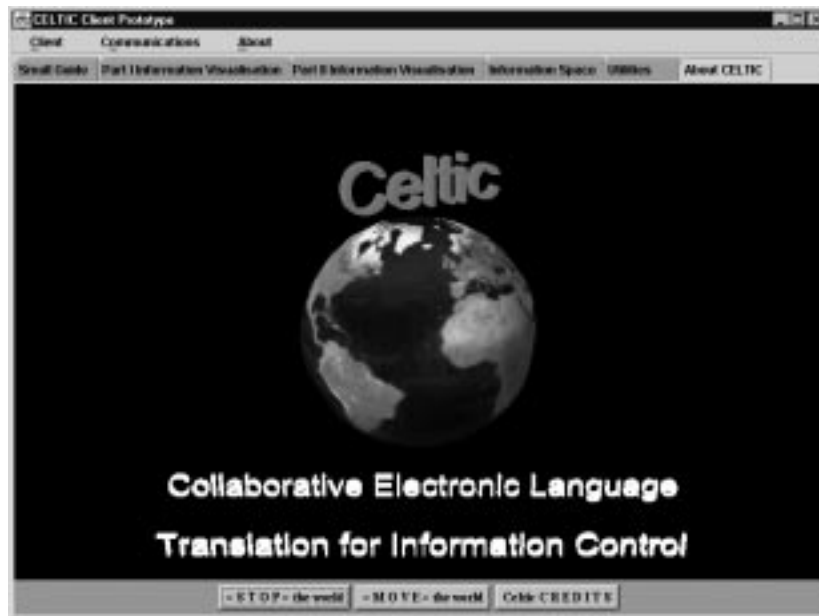 CELTIC Client Prototype
Client Communications About
Small Guide Part I Information Visualisation Part II Information Visualisation Information Space Utilities About CELTIC
Celtic
Collaborative Electronic Language
Translation for Information Control
- S T O P - the world - M O V E - the world Celtic C R E D I T S